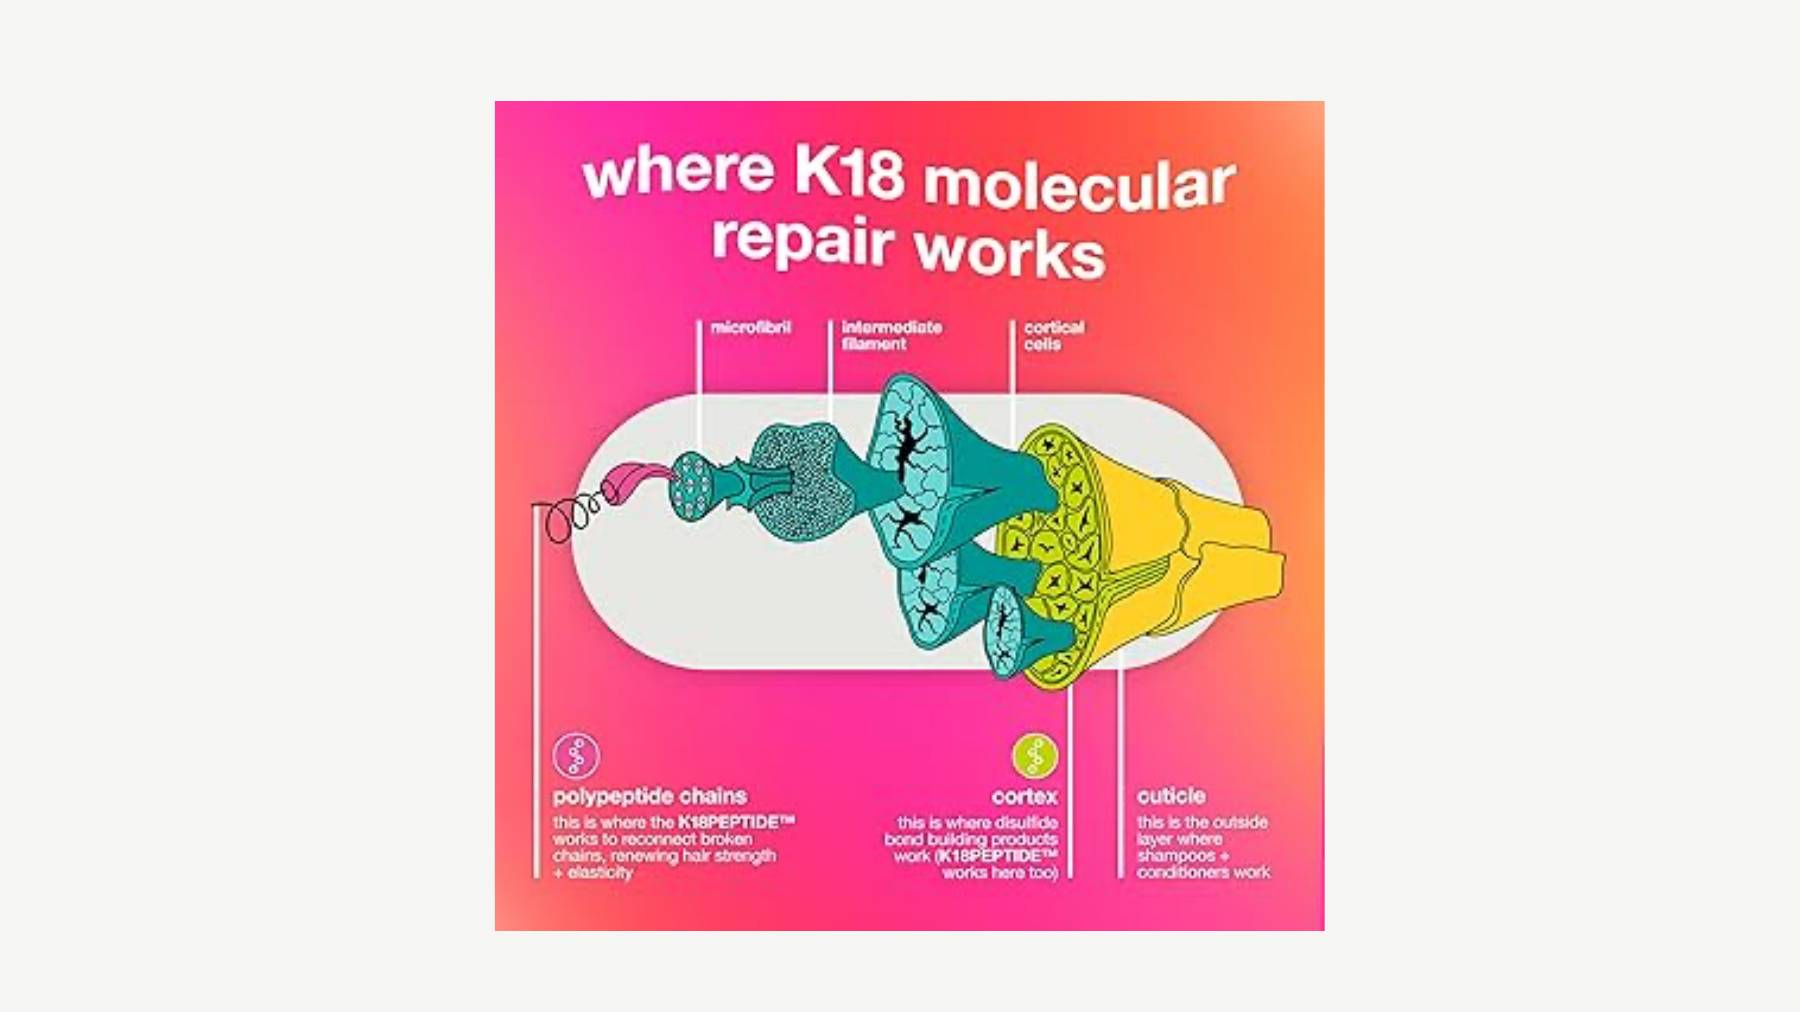 where K18 molecular
repair works
microfibril
intermediate
filament
cortical
cells
polypeptide chains
this is where the K18PEPTIDE™
works to reconnect broken
chains, renewing hair strength
+ elasticity
cortex
this is where disulfide
bond building products
work (K18PEPTIDE™
works here too)
cuticle
this is the outside
layer where
shampoos +
conditioners work